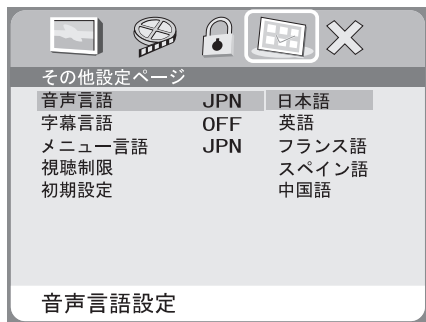 その他設定ページ
音声言語 JPN 日本語
字幕言語 OFF 英語
メニュー言語 JPN フランス語
視聴制限 スペイン語
初期設定 中国語
音声言語設定